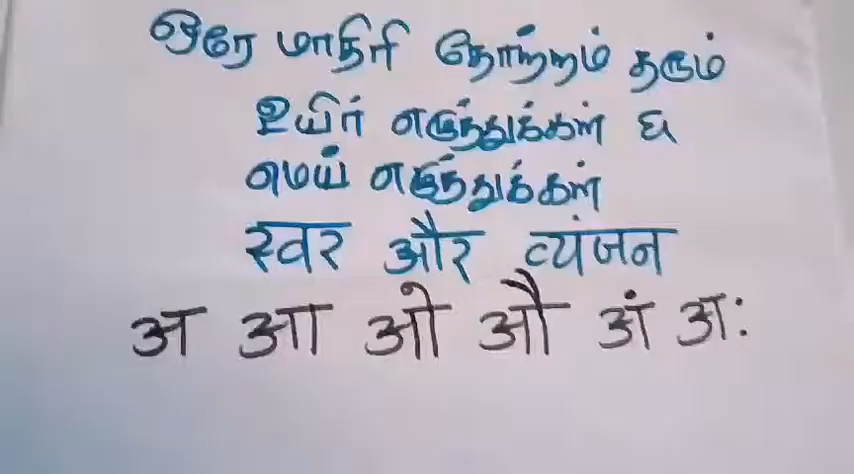 ஒரே மாதிரி தோற்றம் தரும்
உயிர் எழுத்துக்கள் &
மெய் எழுத்துக்கள்
स्वर और व्यंजन
अ आ ओ औ अं अः